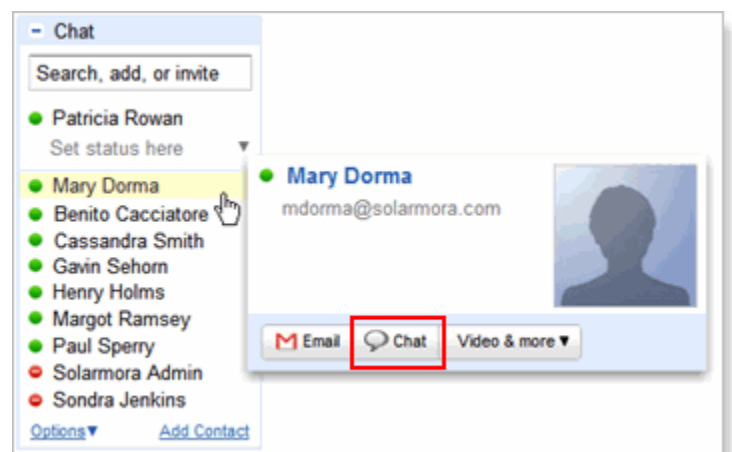 Chat
Search, add, or invite
Patricia Rowan
Set status here
Mary Dorma
Benito Cacciatore
Cassandra Smith
Gavin Sehorn
Henry Holms
Margot Ramsey
Paul Sperry
Solarmora Admin
Sondra Jenkins
Options▼ Add Contact
Mary Dorma
mdorma@solarmora.com
Email Chat Video & more ▼